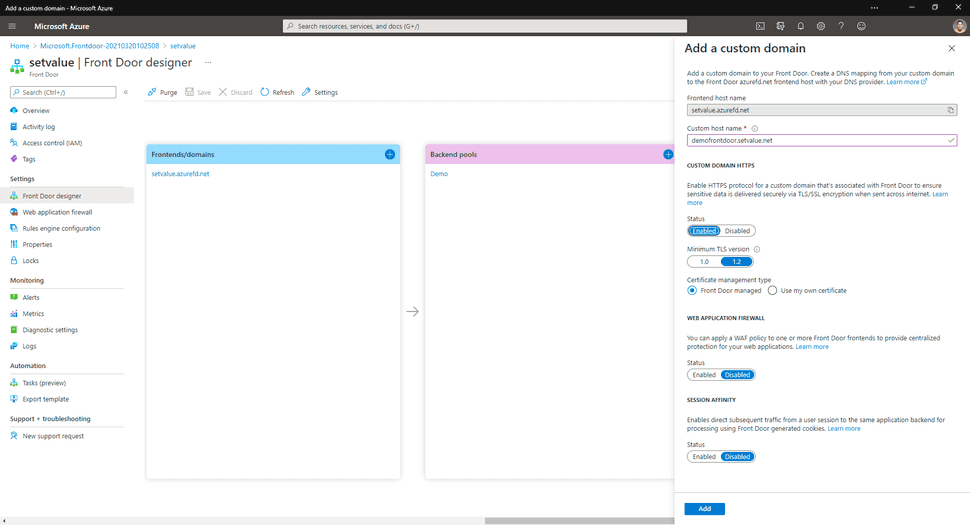 Add a custom domain - Microsoft Azure
Microsoft Azure
Search resources, services, and docs (G+/)
Home > Microsoft.Frontdoor-20210320102508 > setvalue
setvalue | Front Door designer ...
Front Door
Search (Ctrl+/)
Overview
Activity log
Access control (IAM)
Tags
Settings
Front Door designer
Web application firewall
Rules engine configuration
Properties
Locks
Monitoring
Alerts
Metrics
Diagnostic settings
Logs
Automation
Tasks (preview)
Export template
Support + troubleshooting
New support request
Purge Save Discard Refresh Settings
Frontends/domains
setvalue.azurefd.net
Backend pools
Demo
Add a custom domain
Add a custom domain to your Front Door. Create a DNS mapping from your custom domain
to the Front Door azurefd.net frontend host with your DNS provider. Learn more
Frontend host name
setvalue.azurefd.net
Custom host name *
demofrontdoor.setvalue.net
CUSTOM DOMAIN HTTPS
Enable HTTPS protocol for a custom domain that's associated with Front Door to ensure
sensitive data is delivered securely via TLS/SSL encryption when sent across internet. Learn
more
Status
Enabled Disabled
Minimum TLS version
1.0 1.2
Certificate management type
Front Door managed Use my own certificate
WEB APPLICATION FIREWALL
You can apply a WAF policy to one or more Front Door frontends to provide centralized
protection for your web applications. Learn more
Status
Enabled Disabled
SESSION AFFINITY
Enables direct subsequent traffic from a user session to the same application backend for
processing using Front Door generated cookies. Learn more
Status
Enabled Disabled
Add